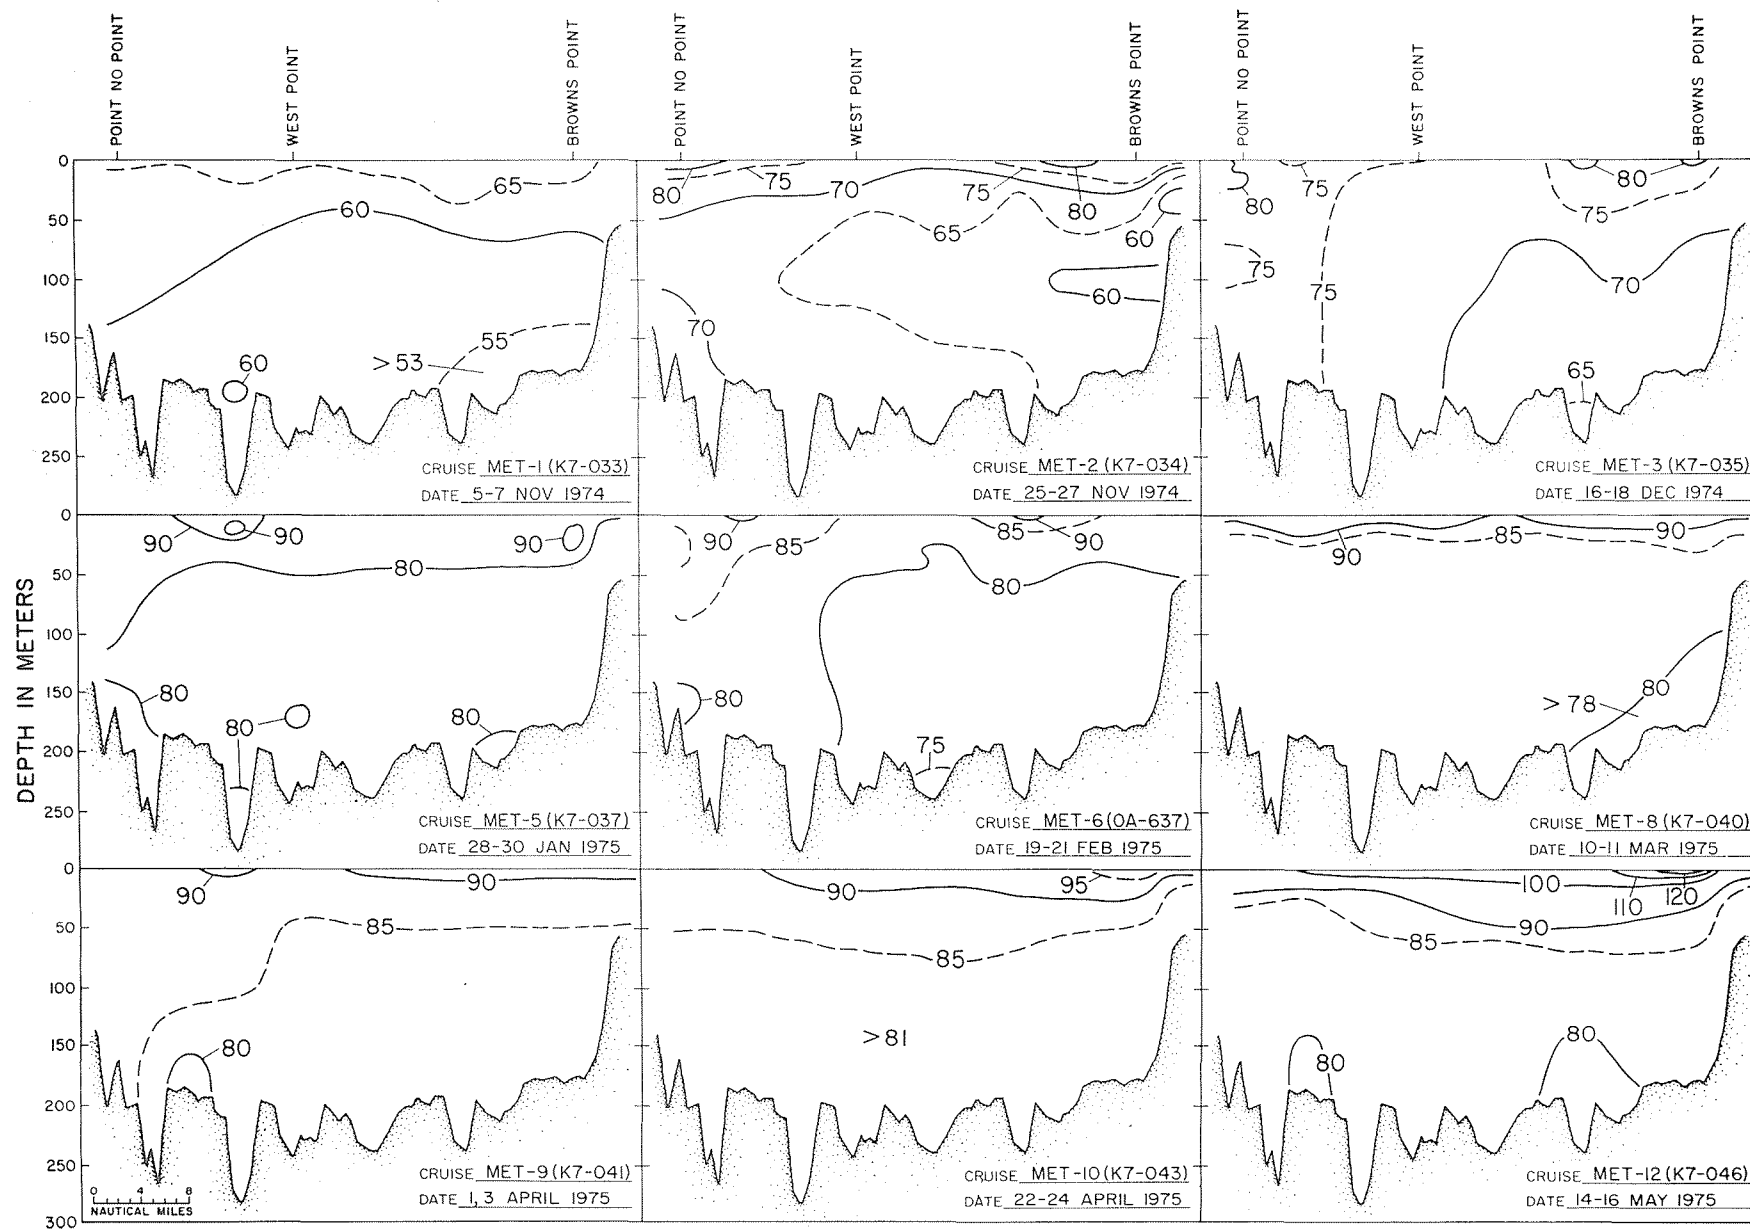 POINT NO POINT
WEST POINT
BROWNS POINT
POINT NO POINT
WEST POINT
BROWNS POINT
POINT NO POINT
WEST POINT
BROWNS POINT
DEPTH IN METERS
0
50
100
150
200
250
65
60
60
>53
55
CRUISE MET-1 (K7-033)
DATE 5-7 NOV 1974
80
75
70
75
80
65
60
60
70
CRUISE MET-2 (K7-034)
DATE 25-27 NOV 1974
75
80
80
75
75
75
70
65
CRUISE MET-3 (K7-035)
DATE 16-18 DEC 1974
0
50
100
150
200
250
90
90
90
80
80
80
80
CRUISE MET-5 (K7-037)
DATE 28-30 JAN 1975
90
85
85
90
80
80
75
CRUISE MET-6 (OA-637)
DATE 19-21 FEB 1975
90
85
90
80
>78
CRUISE MET-8 (K7-040)
DATE 10-11 MAR 1975
0
50
100
150
200
250
300
90
90
85
80
0 4 8
NAUTICAL MILES
CRUISE MET-9 (K7-041)
DATE 1, 3 APRIL 1975
90
95
85
>81
CRUISE MET-10 (K7-043)
DATE 22-24 APRIL 1975
100
110
120
90
85
80
80
CRUISE MET-12 (K7-046)
DATE 14-16 MAY 1975